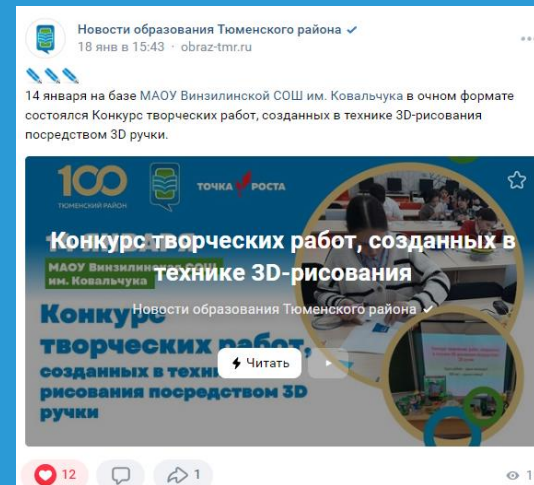 Новости образования Тюменского района
18 янв в 15:43 · obraz-tmr.ru
14 января на базе МАОУ Винзилинской СОШ им. Ковальчука в очном формате
состоялся Конкурс творческих работ, созданных в технике 3D-рисования
посредством 3D ручки.
100
ТЮМЕНСКИЙ РАЙОН
ТОЧКА РОСТА
Конкурс творческих работ, созданных в
технике 3D-рисования
МАОУ Винзилинская СОШ
им. Ковальчука
Новости образования Тюменского района
Конкурс
творческих работ,
созданных в техн
рисования посредством 3D
ручки
Читать
12
1
1